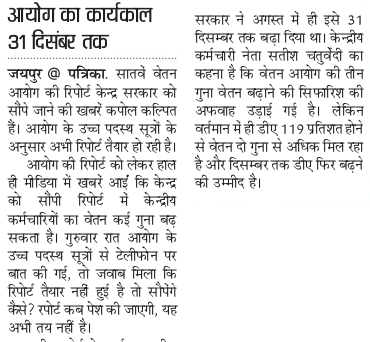 आयोग का कार्यकाल
31 दिसंबर तक
जयपुर @ पत्रिका. सातवें वेतन
आयोग की रिपोर्ट केन्द्र सरकार को
सौंपे जाने की खबरें कपोल कल्पित
हैं। आयोग के उच्च पदस्थ सूत्रों के
अनुसार अभी रिपोर्ट तैयार हो रही है।
आयोग की रिपोर्ट को लेकर हाल
ही मीडिया में खबरें आईं कि केन्द्र
को सौंपी रिपोर्ट में केन्द्रीय
कर्मचारियों का वेतन कई गुना बढ़
सकता है। गुरुवार रात आयोग के
उच्च पदस्थ सूत्रों से टेलीफोन पर
बात की गई, तो जवाब मिला कि
रिपोर्ट तैयार नहीं हुई है तो सौंपेंगे
कैसे? रपोर्ट कब पेश की जाएगी, यह
अभी तय नहीं है।
सरकार ने अगस्त में ही इसे 31
दिसम्बर तक बढ़ा दिया था। केन्द्रीय
कर्मचारी नेता सतीश चतुर्वेदी का
कहना है कि वेतन आयोग की तीन
गुना वेतन बढ़ाने की सिफारिश की
अफवाह उड़ाई गई है। लेकिन
वर्तमान में ही डीए 119 प्रतिशत होने
से वेतन दो गुना से अधिक मिल रहा
है और दिसम्बर तक डीए फिर बढ़ने
की उम्मीद है।